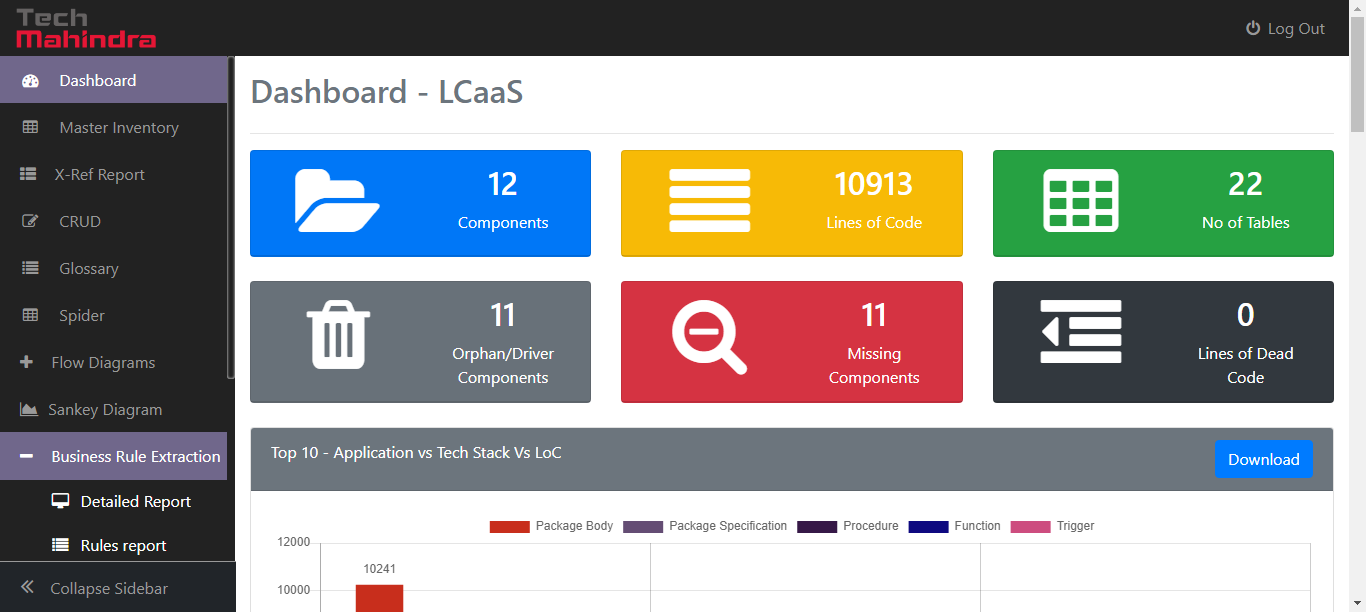 Tech
Mahindra
Log Out
Dashboard
Master Inventory
X-Ref Report
CRUD
Glossary
Spider
Flow Diagrams
Sankey Diagram
Business Rule Extraction
Detailed Report
Rules report
Collapse Sidebar
Dashboard - LCaaS
12
Components
10913
Lines of Code
22
No of Tables
11
Orphan/Driver
Components
11
Missing
Components
0
Lines of Dead
Code
Top 10 - Application vs Tech Stack Vs LoC
Download
Package Body Package Specification Procedure Function Trigger
12000
10241
10000